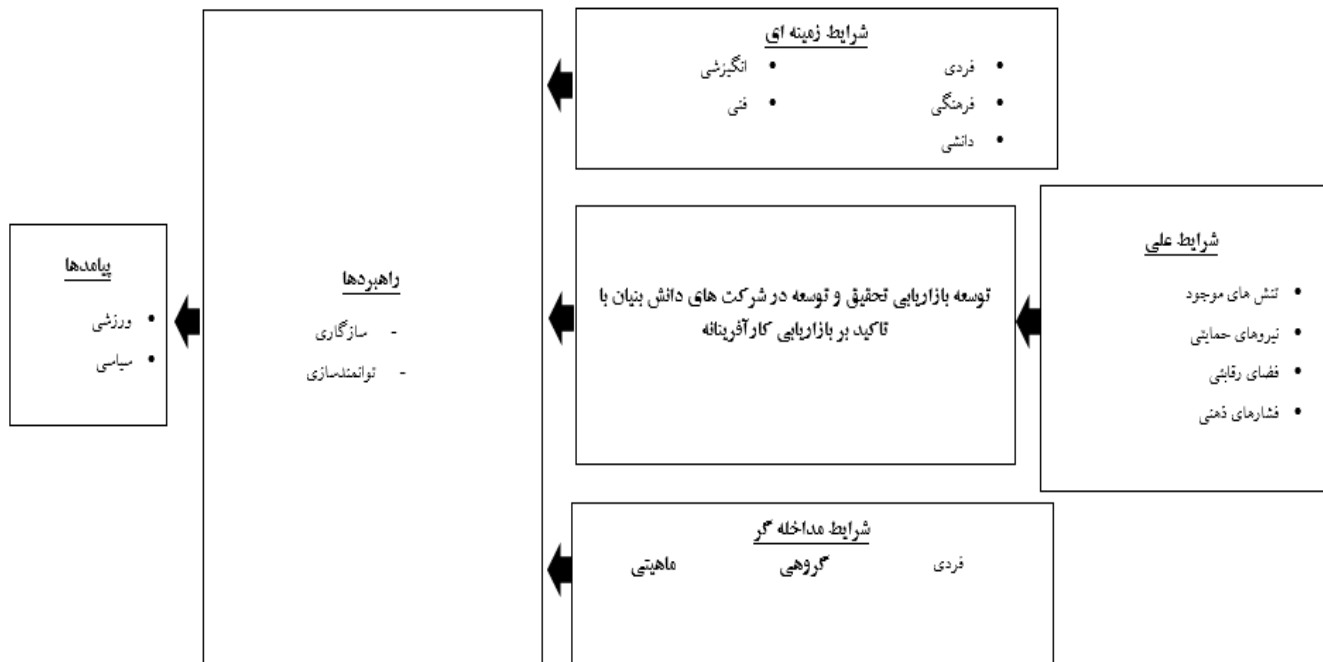 شرایط زمینه ای
فردی
فرهنگی
دانشی
انگیزشی
فنی
شرایط علی
تنش های موجود
نیروهای حمایتی
فضای رقابتی
فشارهای ذهنی
توسعه بازاریابی تحقیق و توسعه در شرکت های دانش بنیان با
تاکید بر بازاریابی کارآفرینانه
شرایط مداخله گر
فردی گروهی ماهیتی
راهبردها
- سازگاری
- توانمندسازی
پیامدها
ورزشی
سیاسی